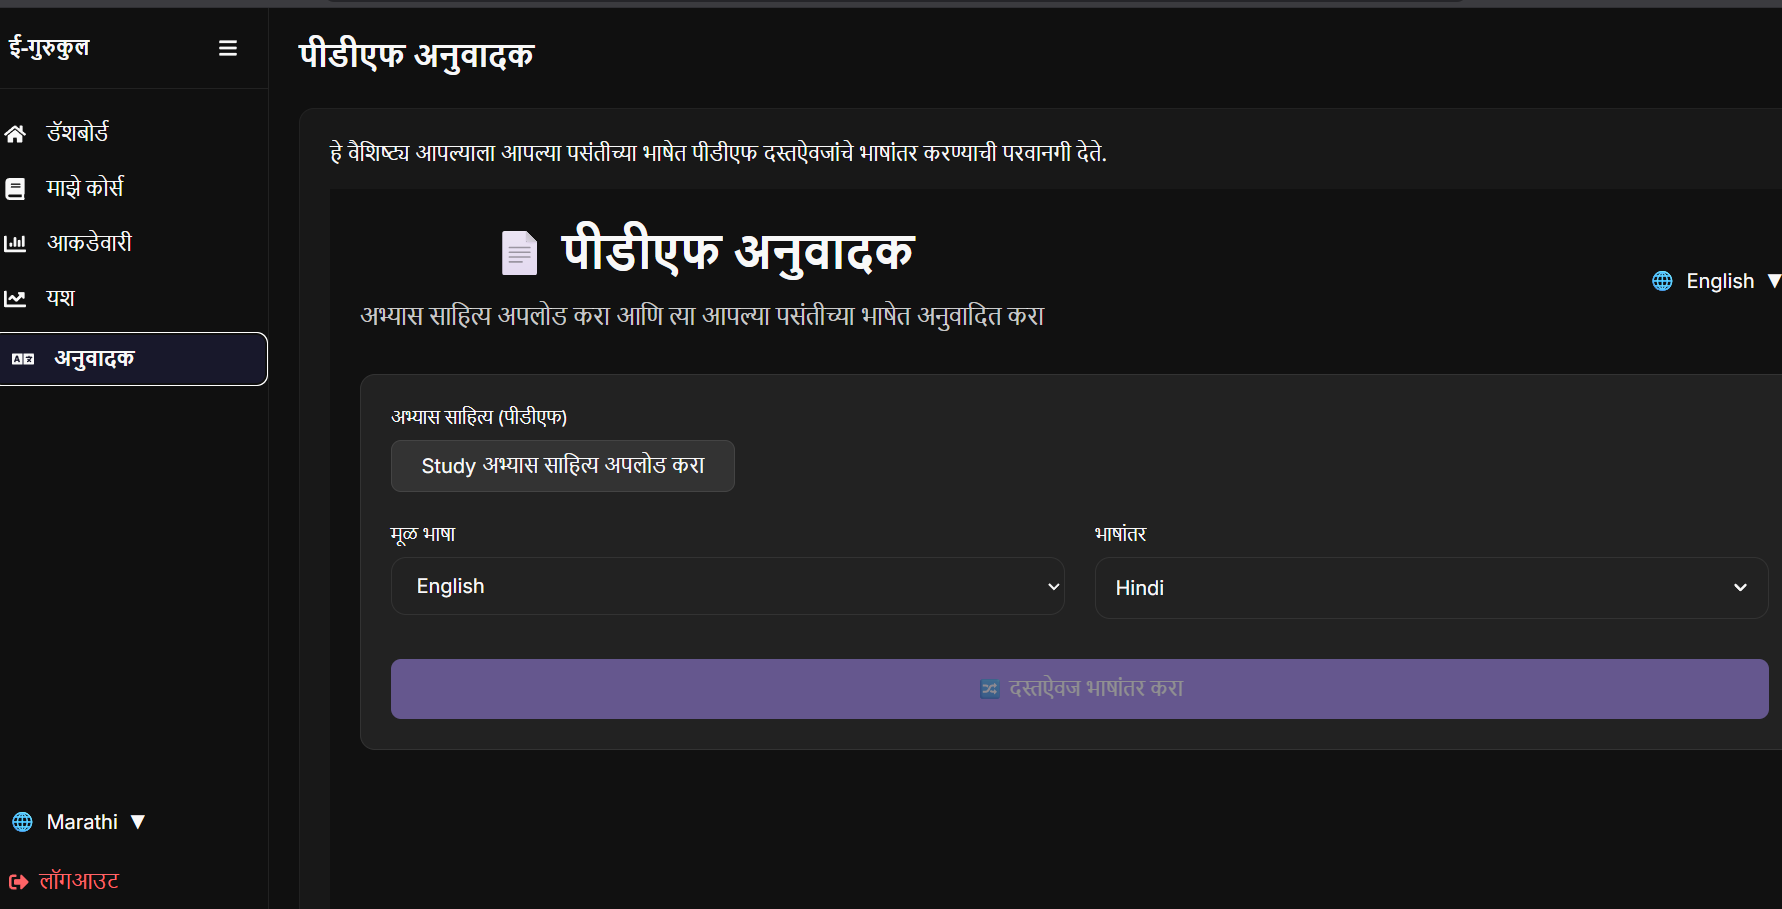 ई-गुरुकुल
डॅशबोर्ड
माझे कोर्स
आकडेवारी
यश
अनुवादक
Marathi ▼
लॉगआउट
पीडीएफ अनुवादक
हे वैशिष्ट्य आपल्याला आपल्या पसंतीच्या भाषेत पीडीएफ दस्तऐवजांचे भाषांतर करण्याची परवानगी देते.
पीडीएफ अनुवादक
English ▼
अभ्यास साहित्य अपलोड करा आणि त्या आपल्या पसंतीच्या भाषेत अनुवादित करा
अभ्यास साहित्य (पीडीएफ)
Study अभ्यास साहित्य अपलोड करा
मूळ भाषा
English
भाषांतर
Hindi
दस्तऐवज भाषांतर करा